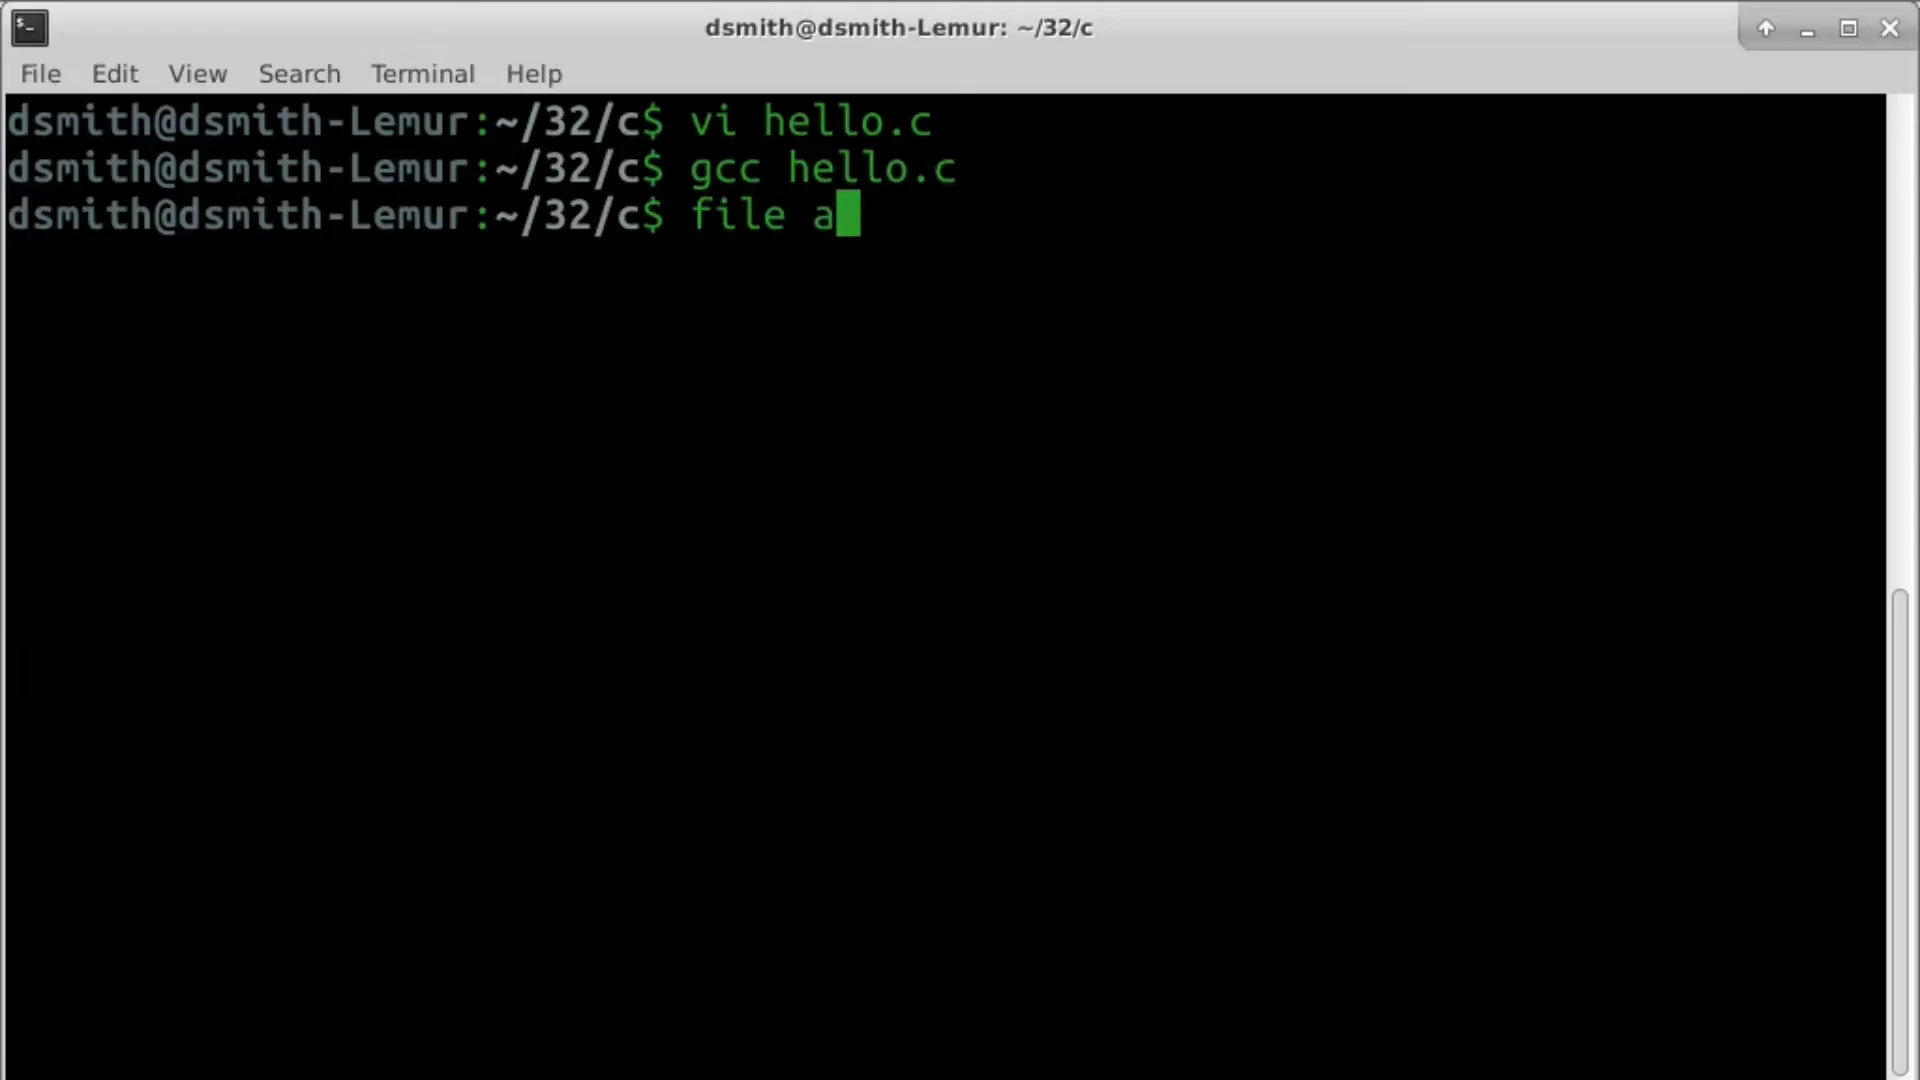 dsmith@dsmith-Lemur: ~/32/c
File Edit View Search Terminal Help
dsmith@dsmith-Lemur:~/32/c$ vi hello.c
dsmith@dsmith-Lemur:~/32/c$ gcc hello.c
dsmith@dsmith-Lemur:~/32/c$ file a